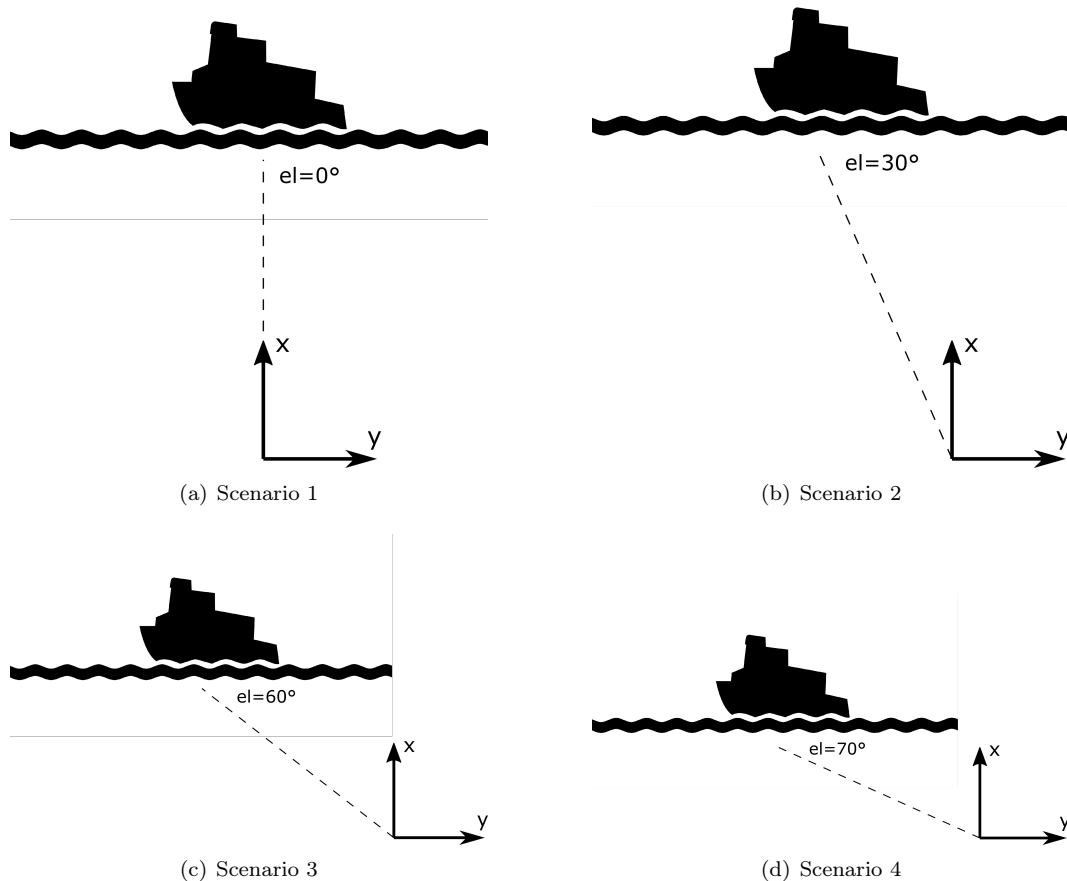 el=0°
x
y
(a) Scenario 1
el=30°
x
y
(b) Scenario 2
el=60°
x
y
(c) Scenario 3
el=70°
x
y
(d) Scenario 4